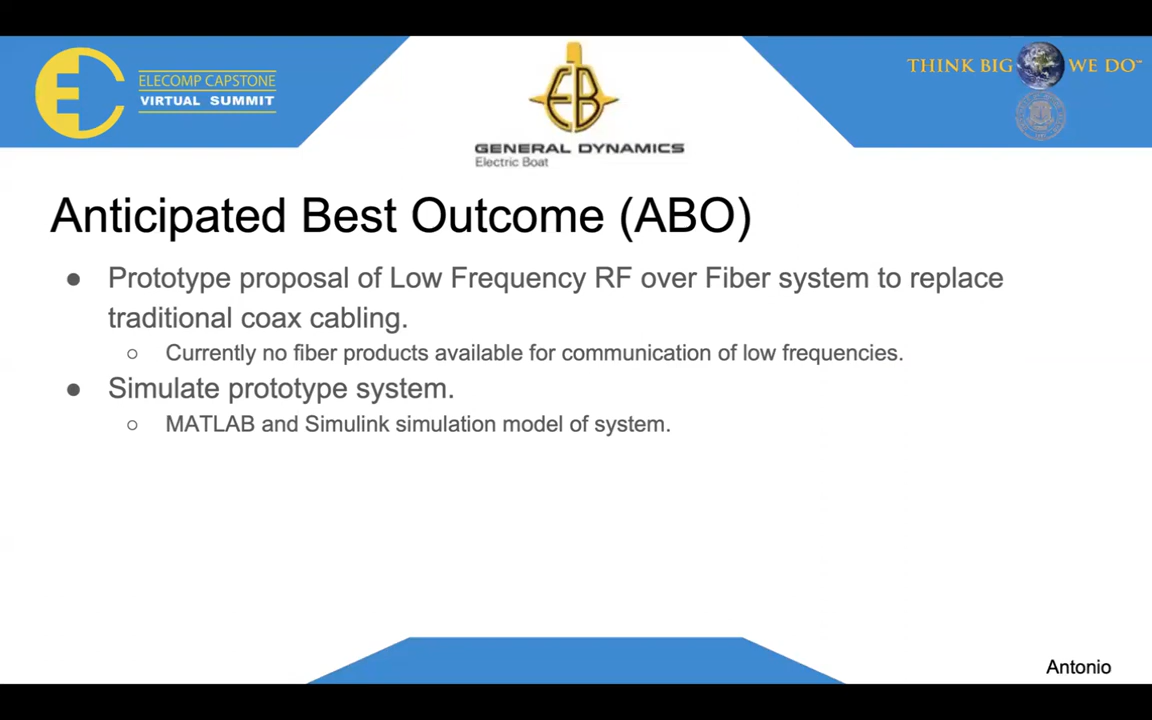 ELECOMP CAPSTONE
VIRTUAL SUMMIT
EB
GENERAL DYNAMICS
Electric Boat
THINK BIG WE DO™
Anticipated Best Outcome (ABO)
● Prototype proposal of Low Frequency RF over Fiber system to replace
traditional coax cabling.
○ Currently no fiber products available for communication of low frequencies.
● Simulate prototype system.
○ MATLAB and Simulink simulation model of system.
Antonio